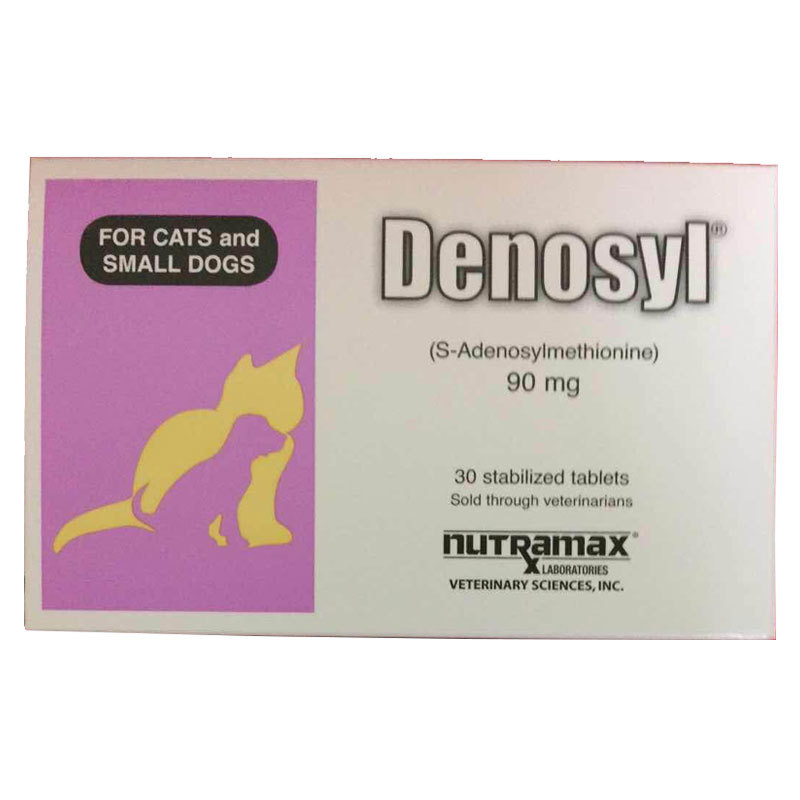 FOR CATS and
SMALL DOGS
Denosyl®
(S-Adenosylmethionine)
90 mg
30 stabilized tablets
Sold through veterinarians
nutramax®
LABORATORIES
VETERINARY SCIENCES, INC.